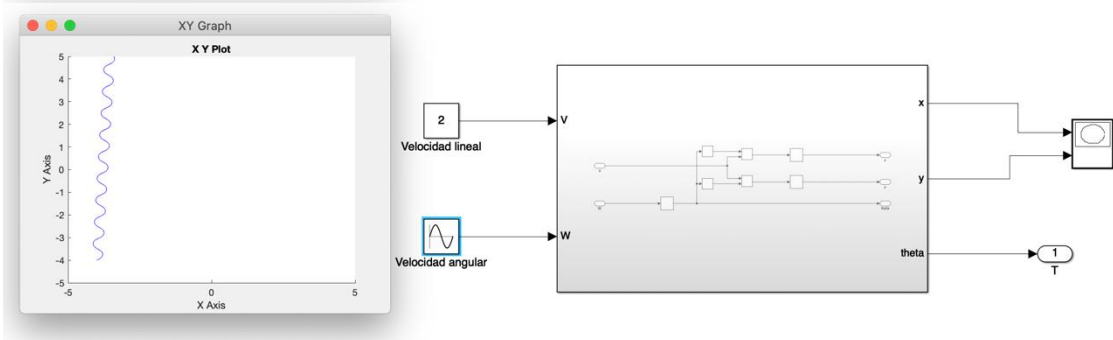 XY Graph
X Y Plot
5
4
3
2
1
0
-1
-2
-3
-4
-5
Y Axis
-5
0
5
X Axis
2
Velocidad lineal
Velocidad angular
V
W
x
y
theta
1
T